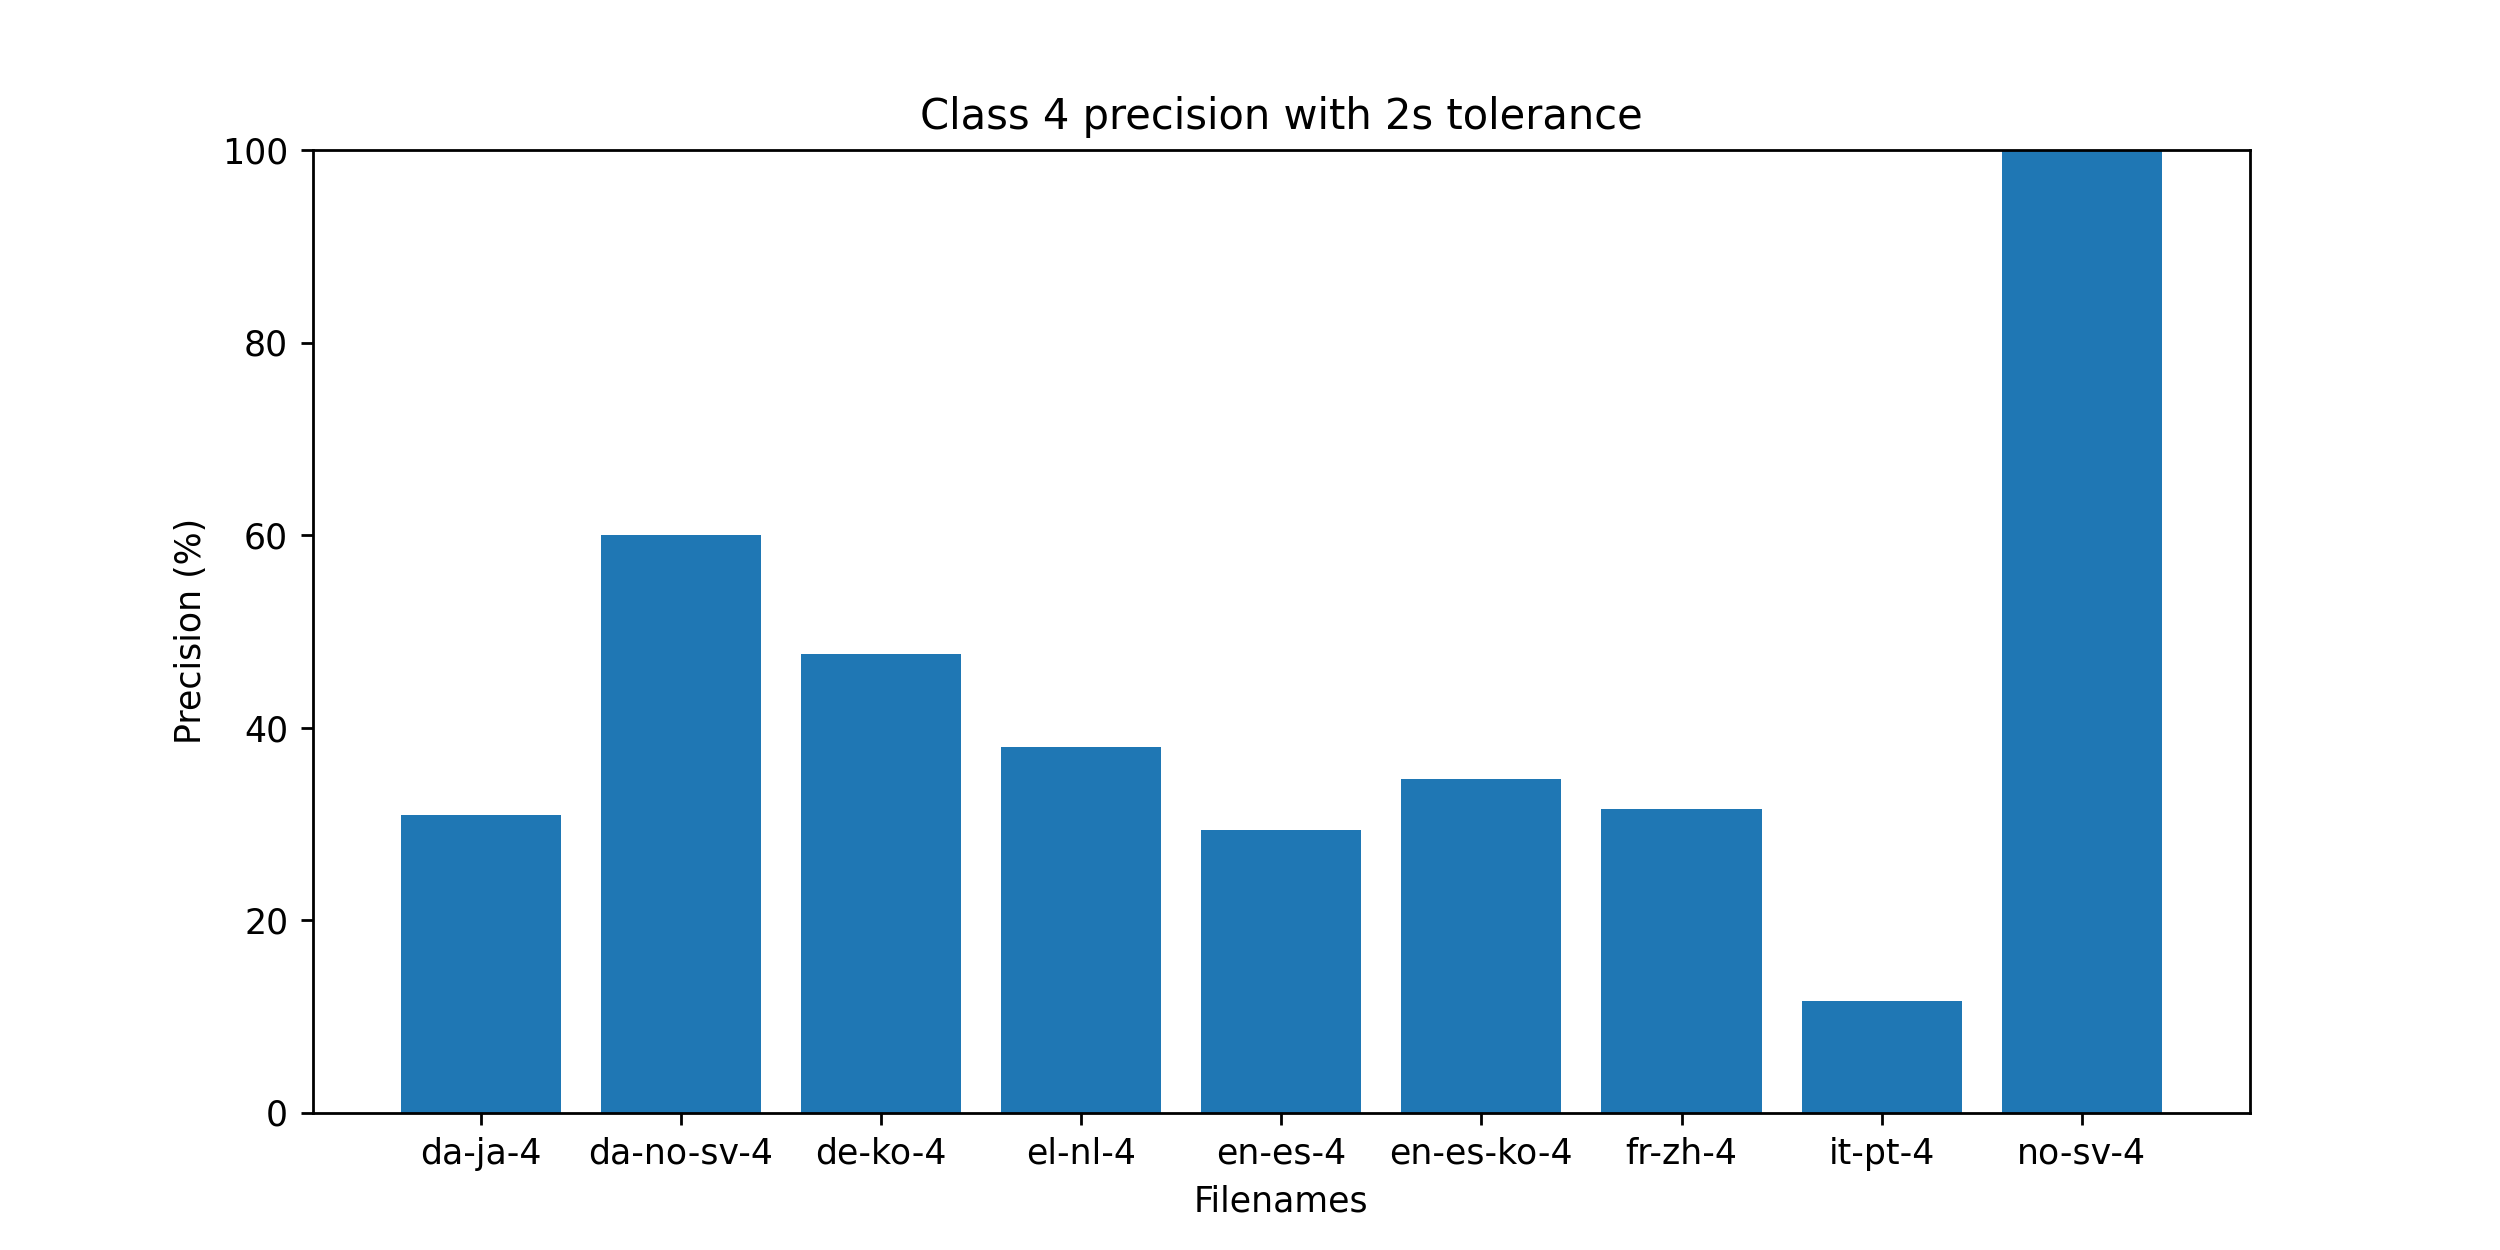 Class 4 precision with 2s tolerance
Precision (%)
100
80
60
40
20
0
da-ja-4 da-no-sv-4 de-ko-4 el-nl-4 en-es-4 en-es-ko-4 fr-zh-4 it-pt-4 no-sv-4
Filenames